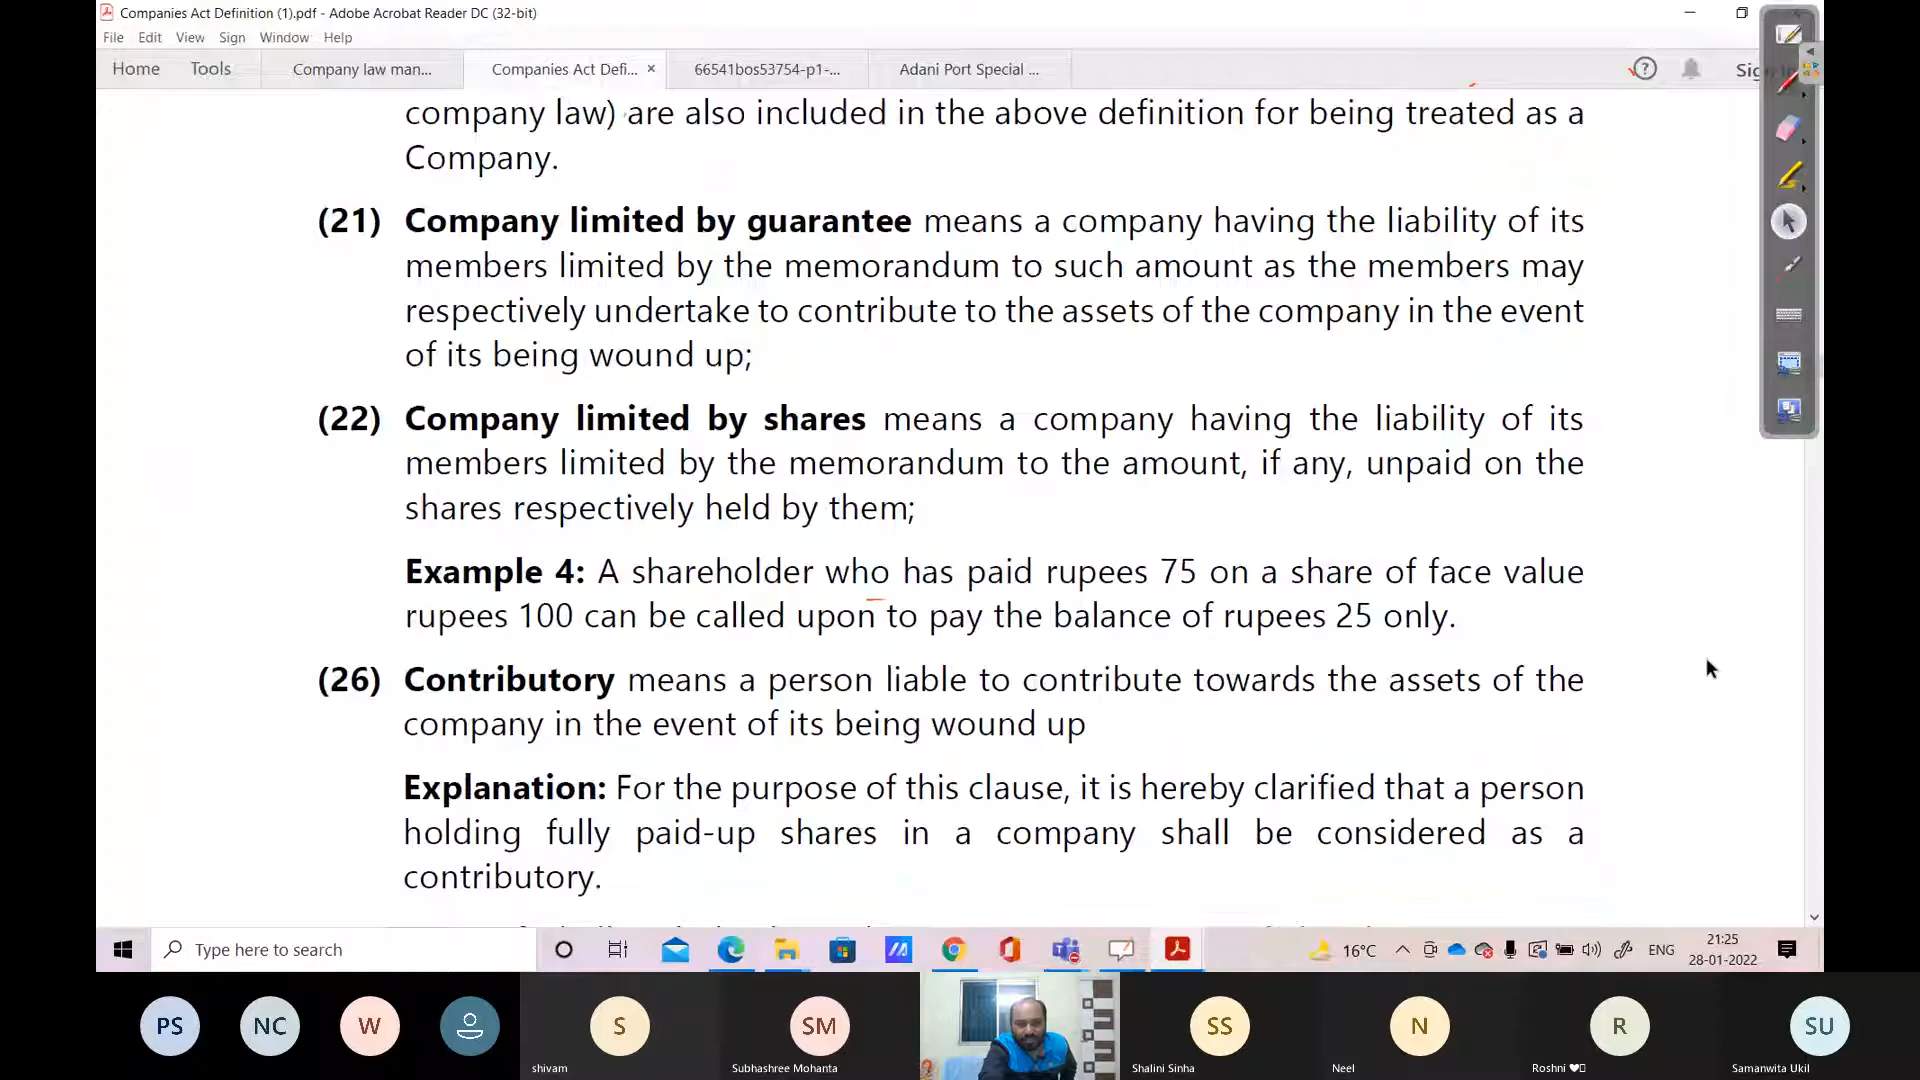 Companies Act Definition (1).pdf - Adobe Acrobat Reader DC (32-bit)
File Edit View Sign Window Help
Home Tools Company law man... Companies Act Defi... × 66541bos53754-p1-... Adani Port Special ...
company law) are also included in the above definition for being treated as a
Company.
(21) Company limited by guarantee means a company having the liability of its
members limited by the memorandum to such amount as the members may
respectively undertake to contribute to the assets of the company in the event
of its being wound up;
(22) Company limited by shares means a company having the liability of its
members limited by the memorandum to the amount, if any, unpaid on the
shares respectively held by them;
Example 4: A shareholder who has paid rupees 75 on a share of face value
rupees 100 can be called upon to pay the balance of rupees 25 only.
(26) Contributory means a person liable to contribute towards the assets of the
company in the event of its being wound up
Explanation: For the purpose of this clause, it is hereby clarified that a person
holding fully paid-up shares in a company shall be considered as a
contributory.
Type here to search
16°C
ENG
21:25
28-01-2022
PS NC W S SM SS N R SU
shivam Subhashree Mohanta Shalini Sinha Neel Roshni Samanwita Ukil